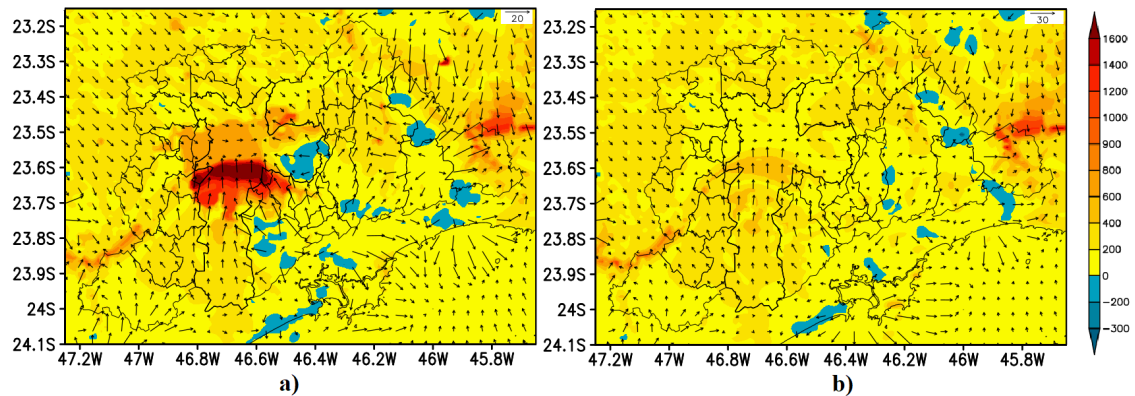 20
30
23.2S
23.3S
23.4S
23.5S
23.6S
23.7S
23.8S
23.9S
24S
24.1S
47.2W 47W 46.8W 46.6W 46.4W 46.2W 46W 45.8W
23.2S
23.3S
23.4S
23.5S
23.6S
23.7S
23.8S
23.9S
24S
24.1S
47.2W 47W 46.8W 46.6W 46.4W 46.2W 46W 45.8W
1600
1400
1200
1000
900
800
600
400
200
0
−100
−200
−300
a) b)